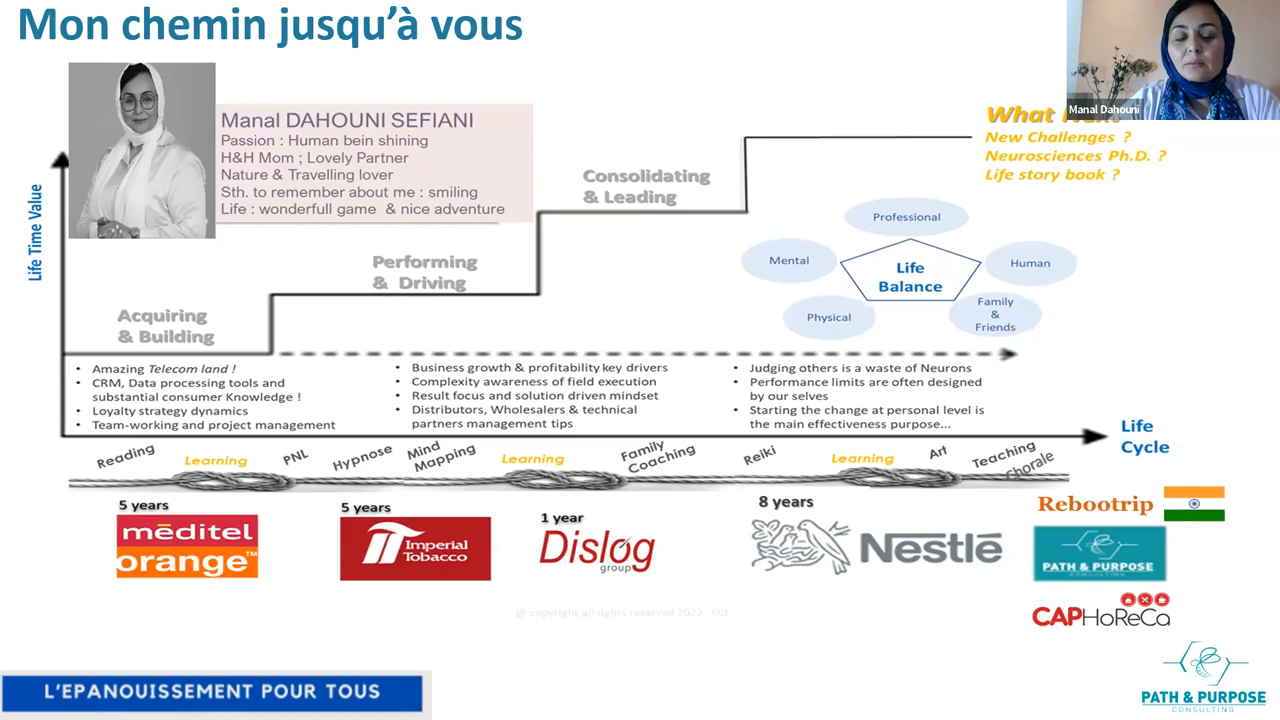 Mon chemin jusqu'à vous
Manal Dahouni
Manal DAHOUNI SEFIANI
Passion : Human bein shining
H&H Mom ; Lovely Partner
Nature & Travelling lover
Sth. to remember about me : smiling
Life : wonderfull game & nice adventure
What
New Challenges ?
Neurosciences Ph.D. ?
Life story book ?
Life Time Value
Consolidating
& Leading
Performing
& Driving
Acquiring
& Building
Professional
Mental
Human
Life
Balance
Physical
Family
&
Friends
• Amazing Telecom land !
• CRM, Data processing tools and
substantial consumer Knowledge !
• Loyalty strategy dynamics
• Team-working and project management
• Business growth & profitability key drivers
• Complexity awareness of field execution
• Result focus and solution driven mindset
• Distributors, Wholesalers & technical
partners management tips
• Judging others is a waste of Neurons
• Performance limits are often designed
by our selves
• Starting the change at personal level is
the main effectiveness purpose...
Life
Cycle
Reading
Learning
PNL
Hypnose
Mind
Mapping
Learning
Family
Coaching
Reiki
Learning
Art
Teaching
Chorale
5 years
méditel
orange™
5 years
Imperial
Tobacco
1 year
Dislog
group
8 years
Nestlé
Rebootrip
PATH & PURPOSE
CONSULTING
CAPHoReCa
@ copyright all rights reserved 2022 -
L'EPANOUISSEMENT POUR TOUS
PATH & PURPOSE
CONSULTING